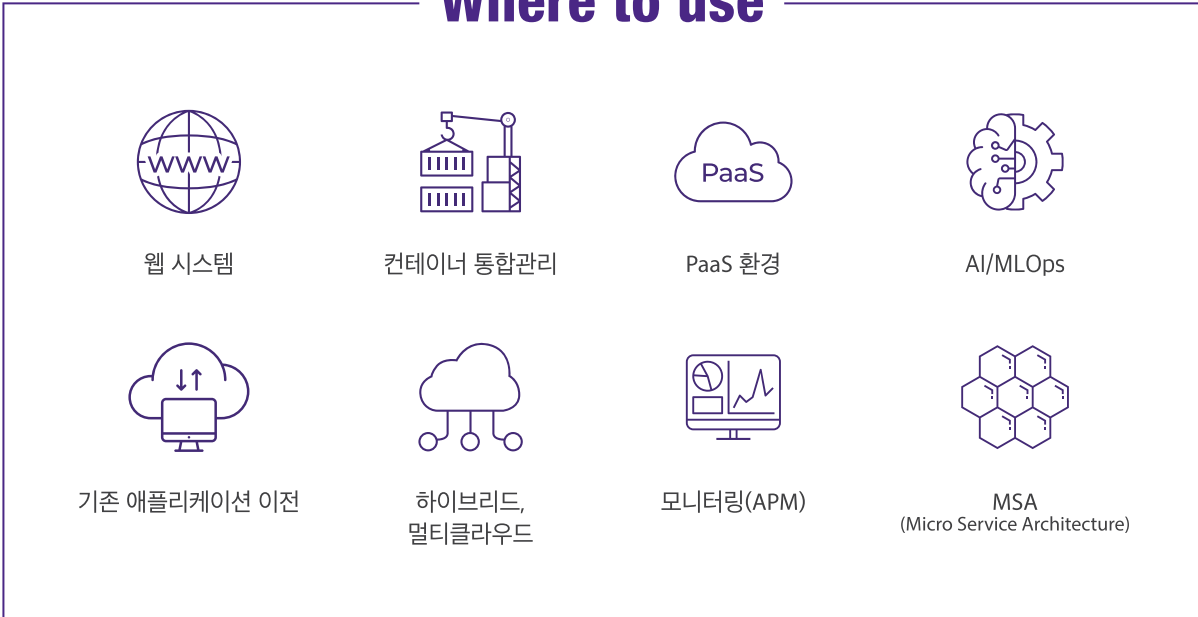 Where to use
WWW
PaaS
웹 시스템
컨테이너 통합관리
PaaS 환경
AI/MLOps
기존 애플리케이션 이전
하이브리드,
멀티클라우드
모니터링(APM)
MSA
(Micro Service Architecture)